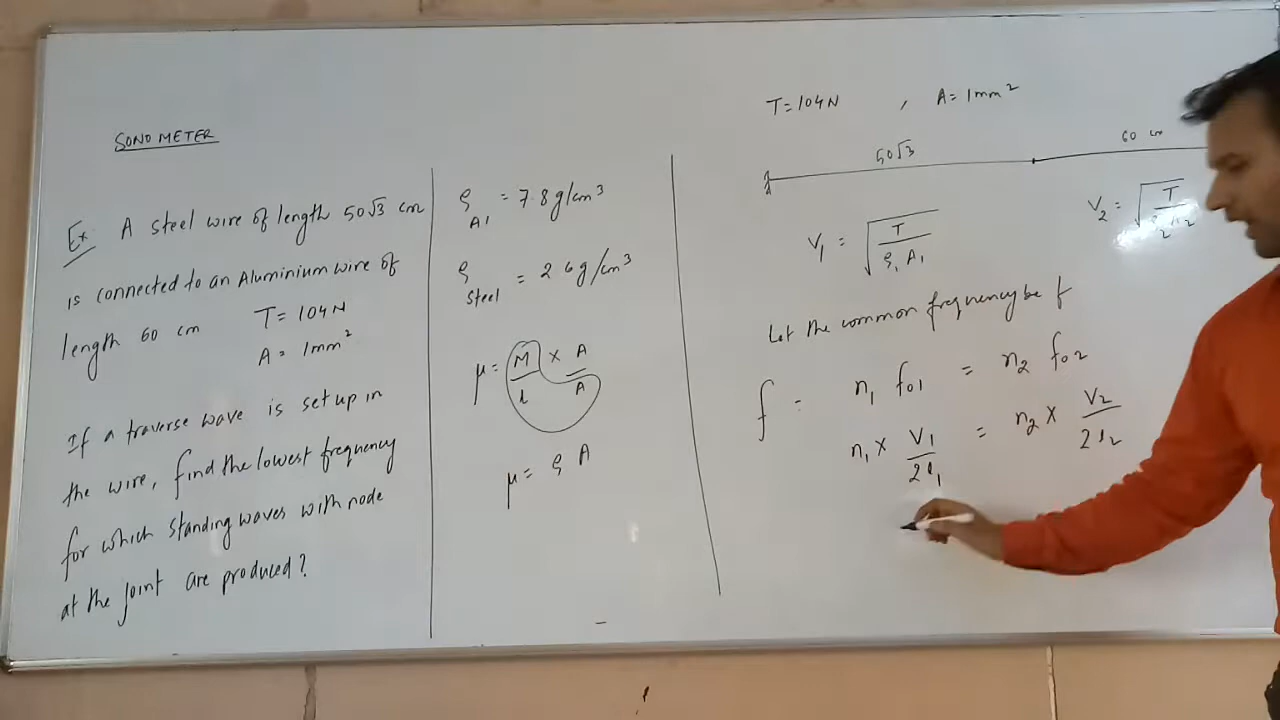 SONOMETER
Ex. A steel wire of length 50√3 cm
is connected to an Aluminium wire of
length 60 cm T = 104N
A = 1mm²
If a traverse wave is set up in
the wire, find the lowest frequency
for which standing waves with node
at the joint are produced?
ρ Al = 7.8 g/cm³
ρ steel = 2.6 g/cm³
μ = M/l × A/A
μ = ρ A
T = 104N , A = 1mm²
50√3 60 cm
V₁ = √(T/ρ₁ A₁) V₂ = √(T/ρ₂ A₂)
Let the common frequency be f
f = n₁ f₀₁ = n₂ f₀₂
n₁ × V₁/2l₁ = n₂ × V₂/2l₂